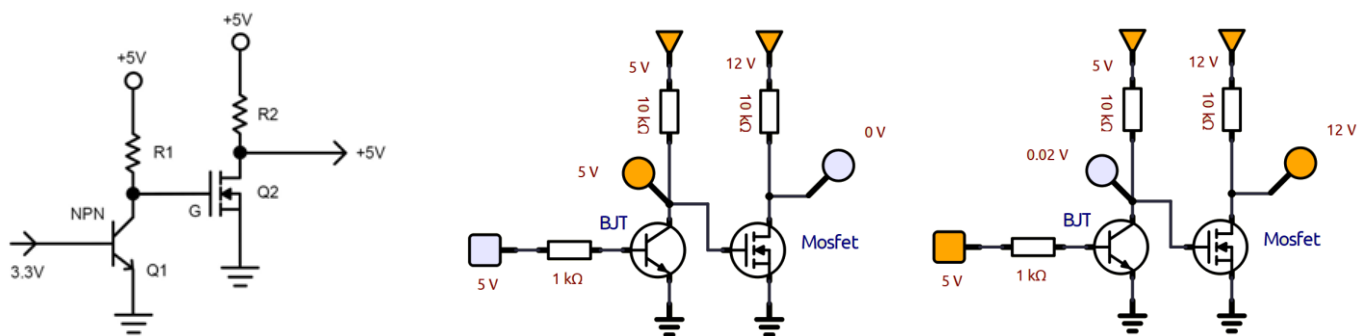 +5V
+5V
R2
R1
+5V
NPN
G
Q2
3.3V
Q1
5 V
12 V
10 kΩ
10 kΩ
0 V
5 V
BJT
Mosfet
5 V
1 kΩ
5 V
12 V
10 kΩ
10 kΩ
12 V
0.02 V
BJT
Mosfet
5 V
1 kΩ